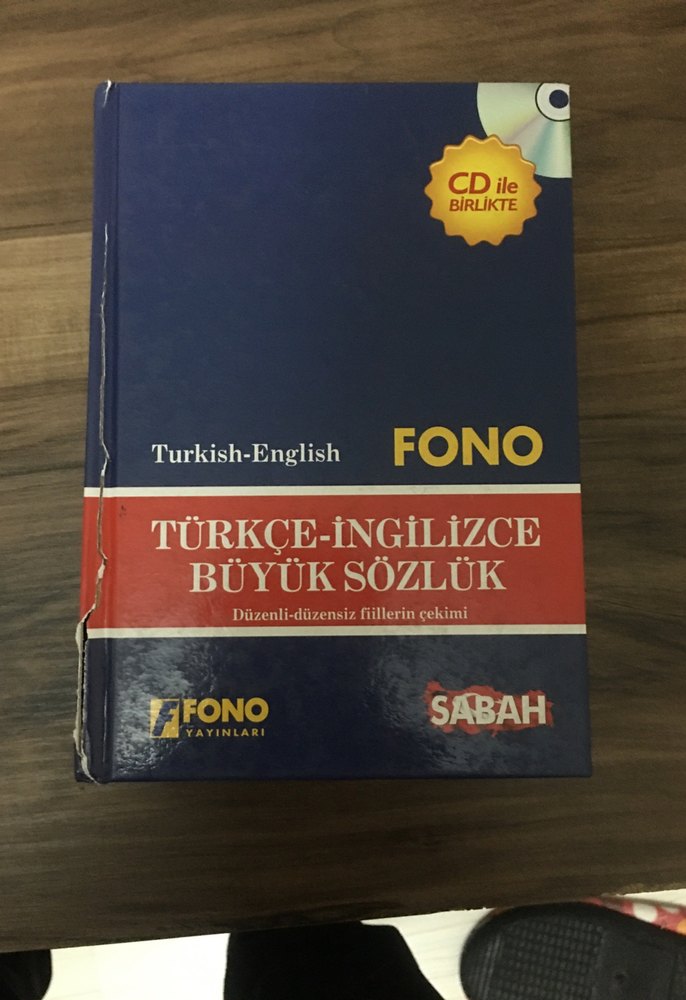 CD ile
BİRLİKTE
Turkish-English
FONO
TÜRKÇE-İNGİLİZCE
BÜYÜK SÖZLÜK
Düzenli-düzensiz fiillerin çekimi
F FONO
YAYINLARI
SABAH